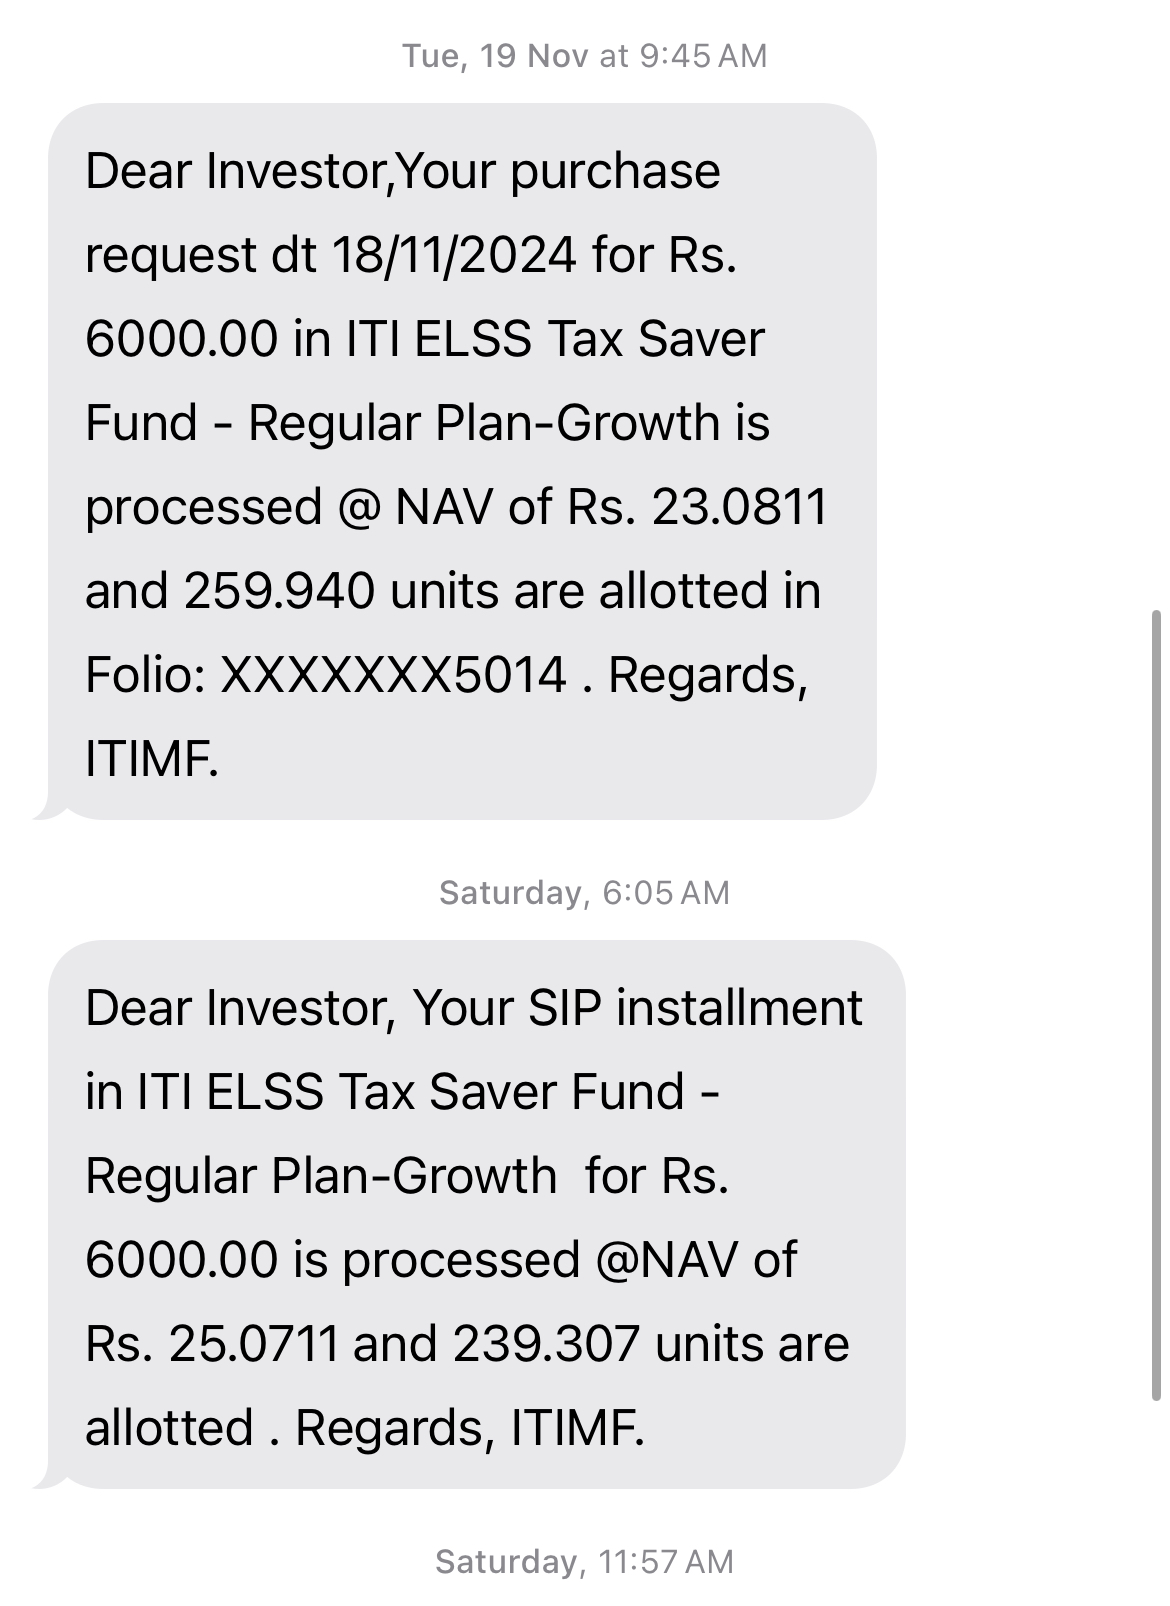 Tue, 19 Nov at 9:45 AM
Dear Investor,Your purchase
request dt 18/11/2024 for Rs.
6000.00 in ITI ELSS Tax Saver
Fund - Regular Plan-Growth is
processed @ NAV of Rs. 23.0811
and 259.940 units are allotted in
Folio: XXXXXXX5014 . Regards,
ITIMF.
Saturday, 6:05 AM
Dear Investor, Your SIP installment
in ITI ELSS Tax Saver Fund -
Regular Plan-Growth  for Rs.
6000.00 is processed @NAV of
Rs. 25.0711 and 239.307 units are
allotted . Regards, ITIMF.
Saturday, 11:57 AM